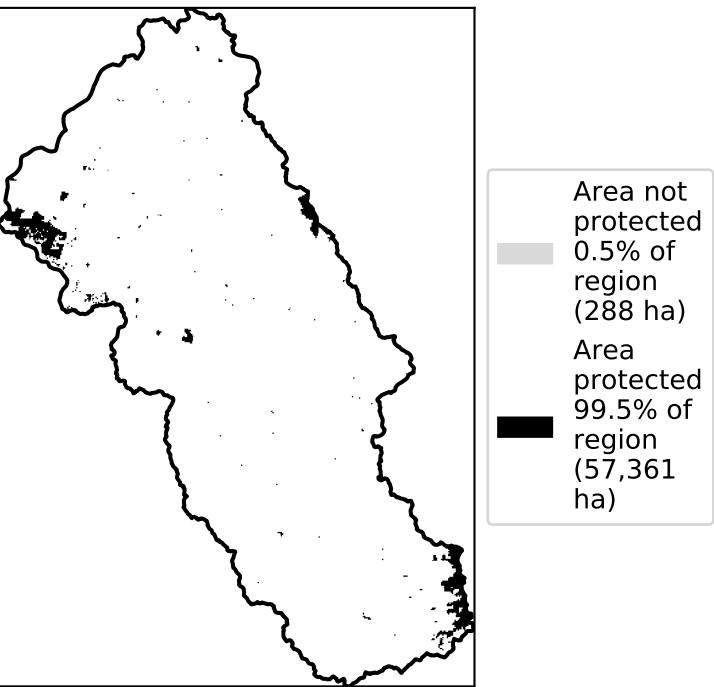 Area not
protected
0.5% of
region
(288 ha)
Area
protected
99.5% of
region
(57,361
ha)